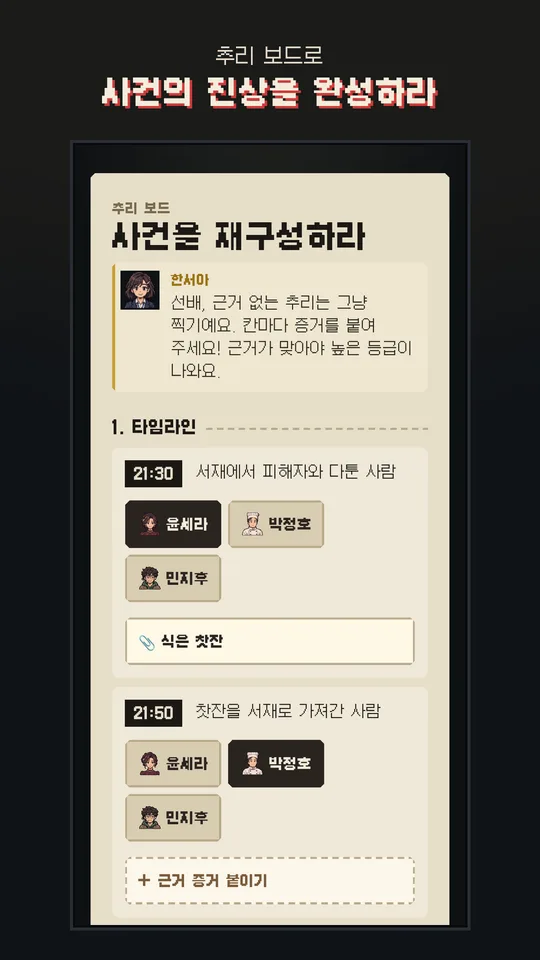 추리 보드로
사건의 진상을 완성하라
추리 보드
사건을 재구성하라
한서아
선배, 근거 없는 추리는 그냥
찍기예요. 칸마다 증거를 붙여
주세요! 근거가 맞아야 높은 등급이
나와요.
1. 타임라인
21:30 서재에서 피해자와 다툰 사람
윤세라 박정호
민지후
식은 찻잔
21:50 찻잔을 서재로 가져간 사람
윤세라 박정호
민지후
+ 근거 증거 붙이기